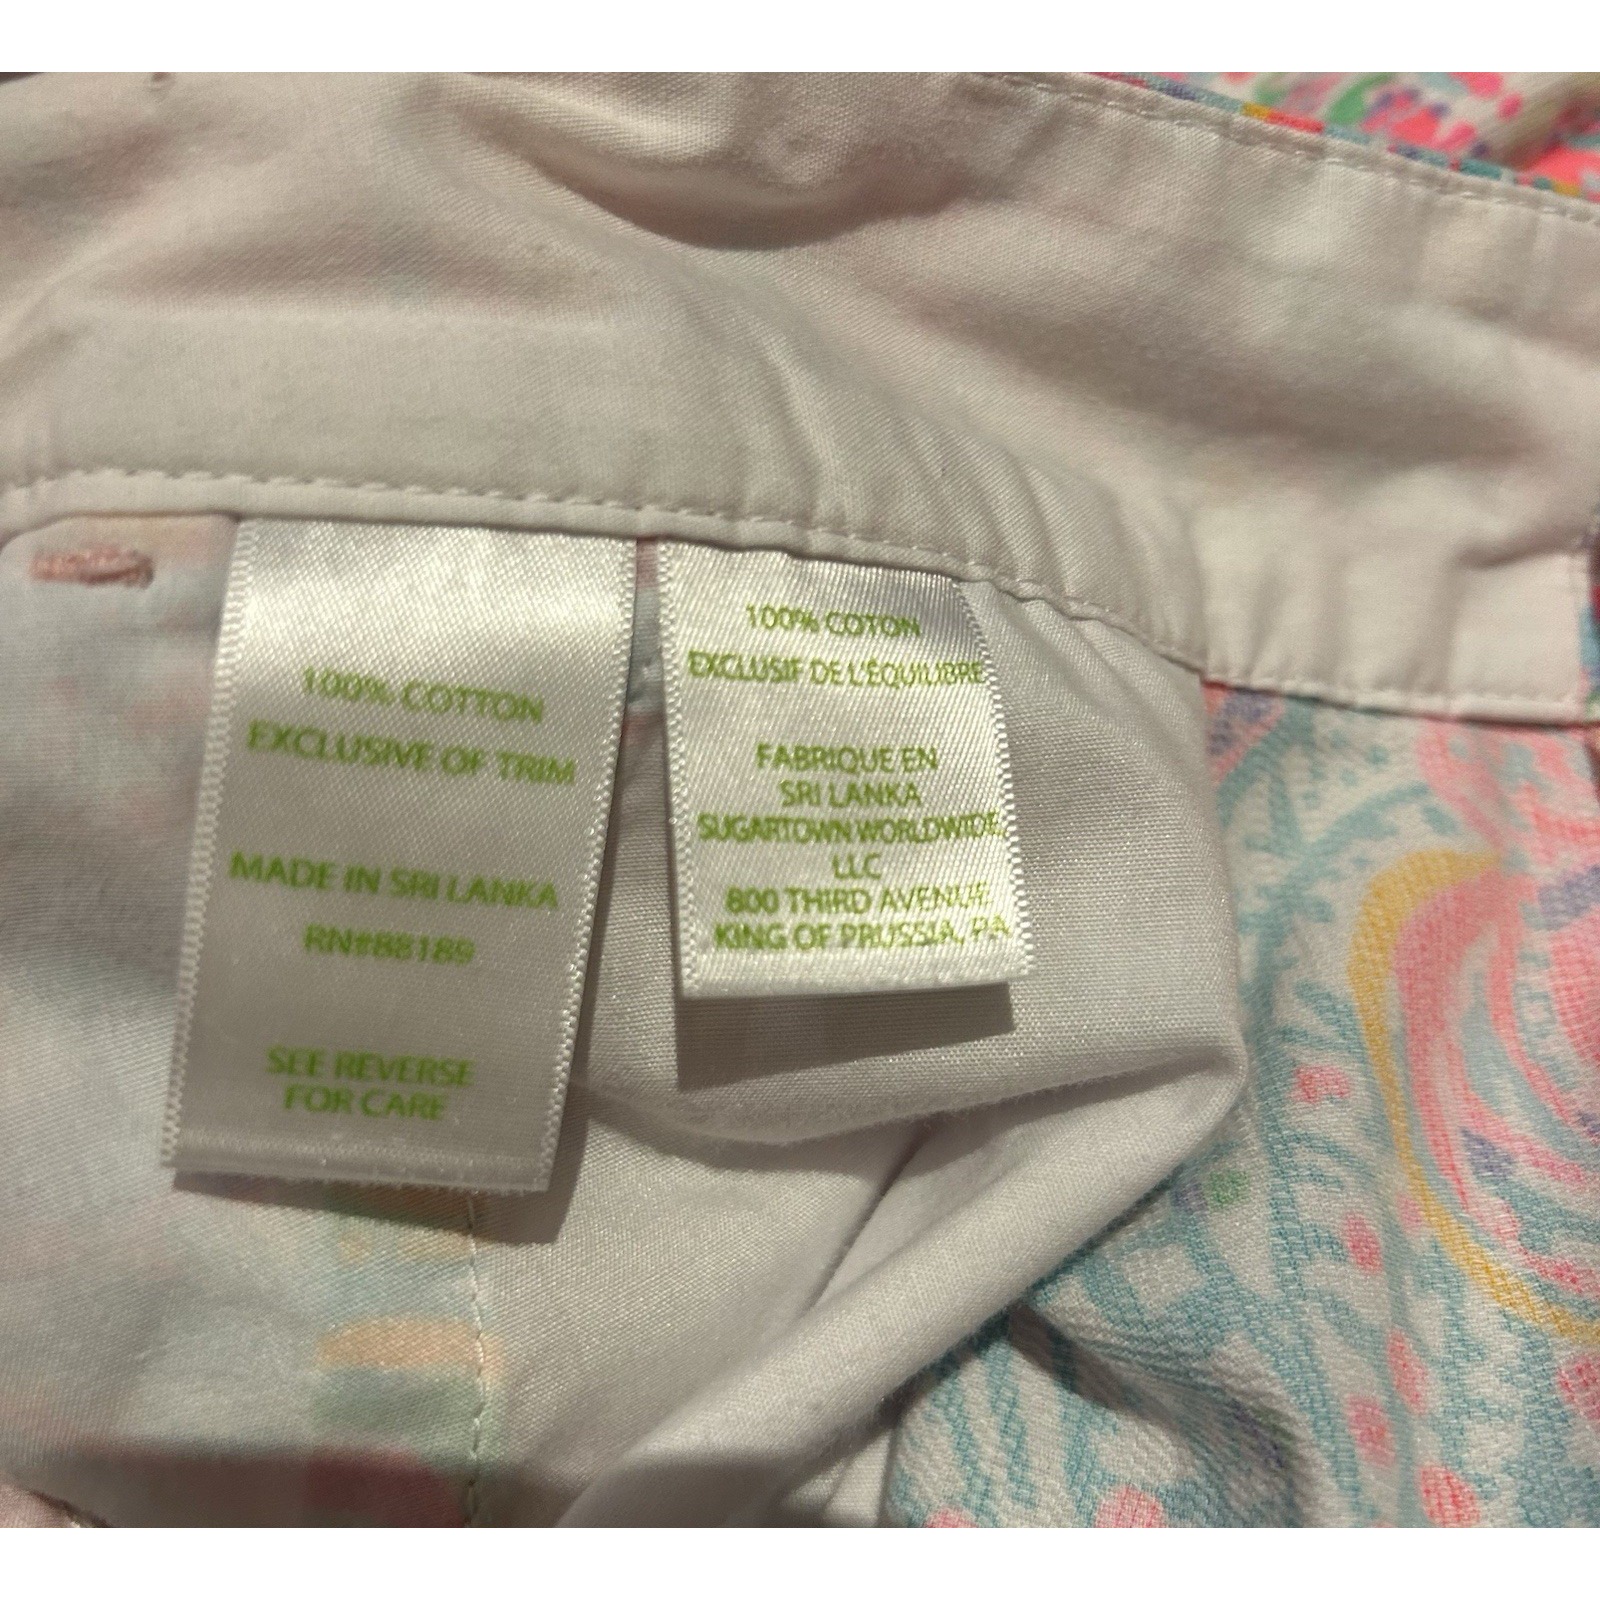 100% COTTON
EXCLUSIVE OF TRIM
MADE IN SRI LANKA
RN#88189
SEE REVERSE
FOR CARE
100% COTON
EXCLUSIF DE L'ÉQUILIBRE
FABRIQUE EN
SRI LANKA
SUGARTOWN WORLDWIDE
LLC
800 THIRD AVENUE
KING OF PRUSSIA, PA